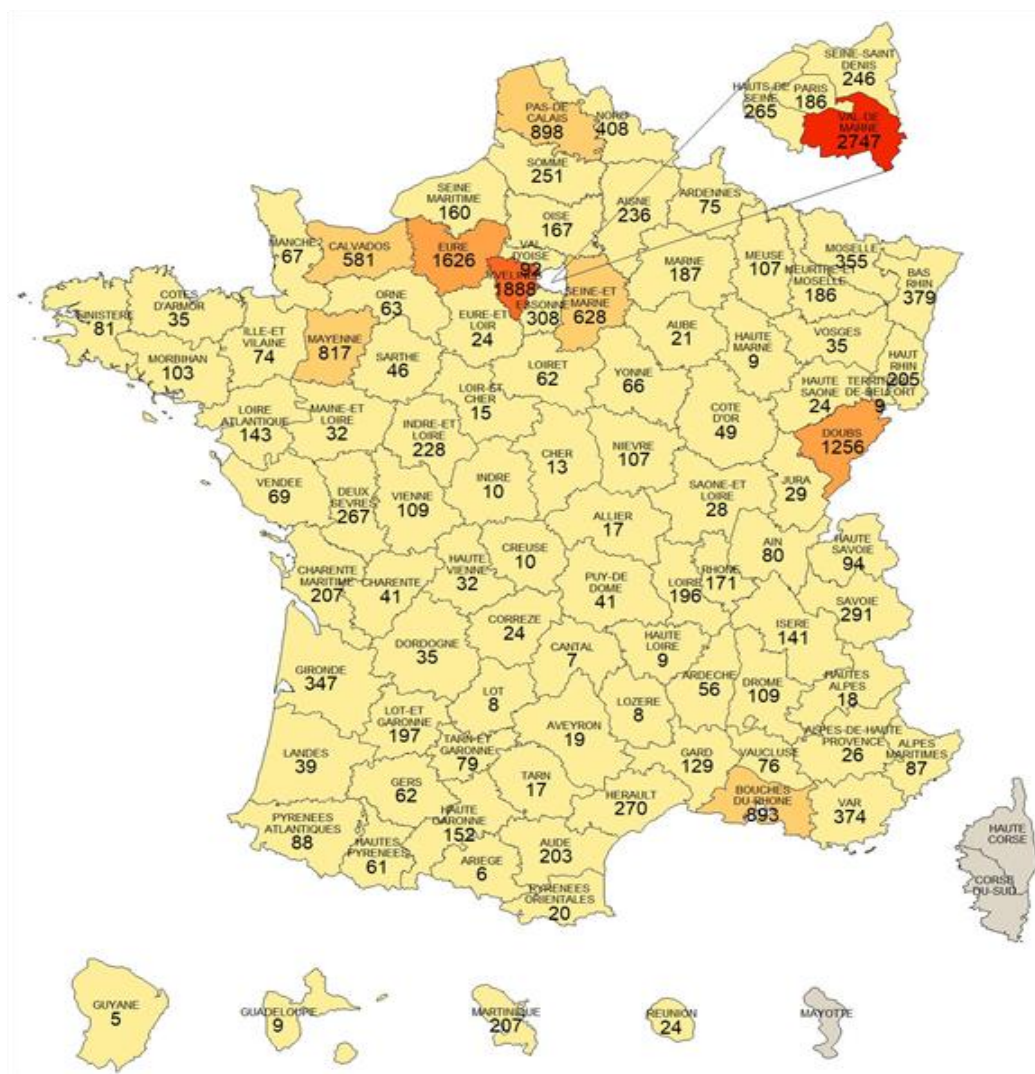 SEINE-SAINT
DENIS
246
HAUTS-DE
SEINE
265
PARIS
186
VAL-DE
MARNE
2747
PAS-DE
CALAIS
898
NORD
408
SOMME
251
SEINE
MARITIME
160
OISE
167
AISNE
236
ARDENNES
75
MANCHE
67
CALVADOS
581
EURE
1626
VAL
D'OISE
92
YVELINES
1888
ESSONNE
308
SEINE-ET
MARNE
628
MARNE
187
MEUSE
107
MOSELLE
355
MEURTHE-ET
MOSELLE
186
BAS
RHIN
379
FINISTERE
81
COTES
D'ARMOR
35
ILLE-ET
VILAINE
74
MORBIHAN
103
MAYENNE
817
ORNE
63
SARTHE
46
EURE-ET
LOIR
24
LOIRET
62
YONNE
66
AUBE
21
HAUTE
MARNE
9
VOSGES
35
HAUT
RHIN
205
HAUTE
SAONE
24
TERRITOIRE
DE-BELFORT
9
LOIRE
ATLANTIQUE
143
MAINE-ET
LOIRE
32
INDRE-ET
LOIRE
228
LOIR-ET
CHER
15
CHER
13
NIEVRE
107
COTE
D'OR
49
DOUBS
1256
VENDEE
69
DEUX
SEVRES
267
VIENNE
109
INDRE
10
ALLIER
17
SAONE-ET
LOIRE
28
JURA
29
CHARENTE
MARITIME
207
CHARENTE
41
HAUTE
VIENNE
32
CREUSE
10
PUY-DE
DOME
41
LOIRE
196
RHONE
171
AIN
80
HAUTE
SAVOIE
94
SAVOIE
291
ISERE
141
GIRONDE
347
DORDOGNE
35
CORREZE
24
CANTAL
7
HAUTE
LOIRE
9
ARDECHE
56
DROME
109
HAUTES
ALPES
18
LOT-ET
GARONNE
197
LOT
8
AVEYRON
19
LOZERE
8
LANDES
39
GERS
62
TARN-ET
GARONNE
79
TARN
17
GARD
129
VAUCLUSE
76
ALPES-DE-HAUTE
PROVENCE
26
ALPES
MARITIMES
87
HERAULT
270
BOUCHES
DU-RHONE
893
VAR
374
PYRENEES
ATLANTIQUES
88
HAUTES
PYRENEES
61
HAUTE
GARONNE
152
ARIEGE
6
AUDE
203
PYRENEES
ORIENTALES
20
HAUTE
CORSE
CORSE
DU-SUD
GUYANE
5
GUADELOUPE
9
MARTINIQUE
207
REUNION
24
MAYOTTE